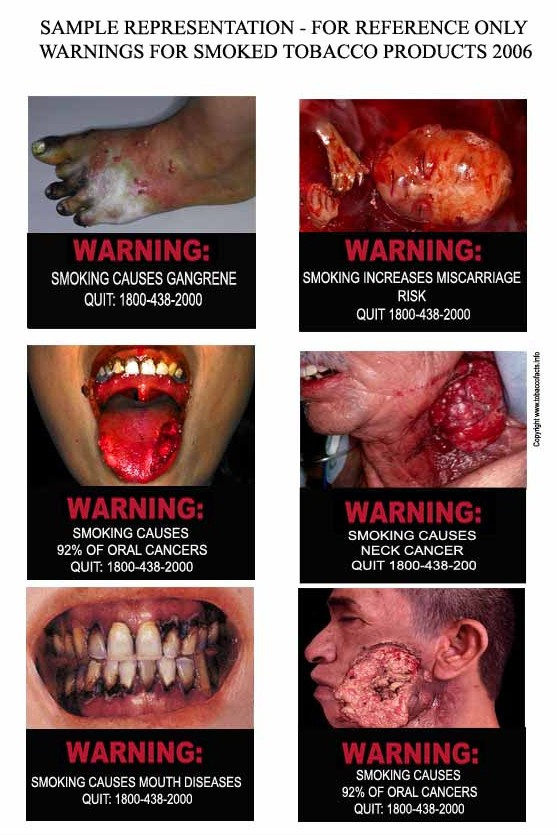 SAMPLE REPRESENTATION - FOR REFERENCE ONLY
WARNINGS FOR SMOKED TOBACCO PRODUCTS 2006
WARNING:
SMOKING CAUSES GANGRENE
QUIT: 1800-438-2000
WARNING:
SMOKING INCREASES MISCARRIAGE
RISK
QUIT 1800-438-2000
WARNING:
SMOKING CAUSES
92% OF ORAL CANCERS
QUIT: 1800-438-2000
WARNING:
SMOKING CAUSES
NECK CANCER
QUIT 1800-438-200
Copyright www.tobaccofacts.info
WARNING:
SMOKING CAUSES MOUTH DISEASES
QUIT: 1800-438-2000
WARNING:
SMOKING CAUSES
92% OF ORAL CANCERS
QUIT: 1800-438-2000